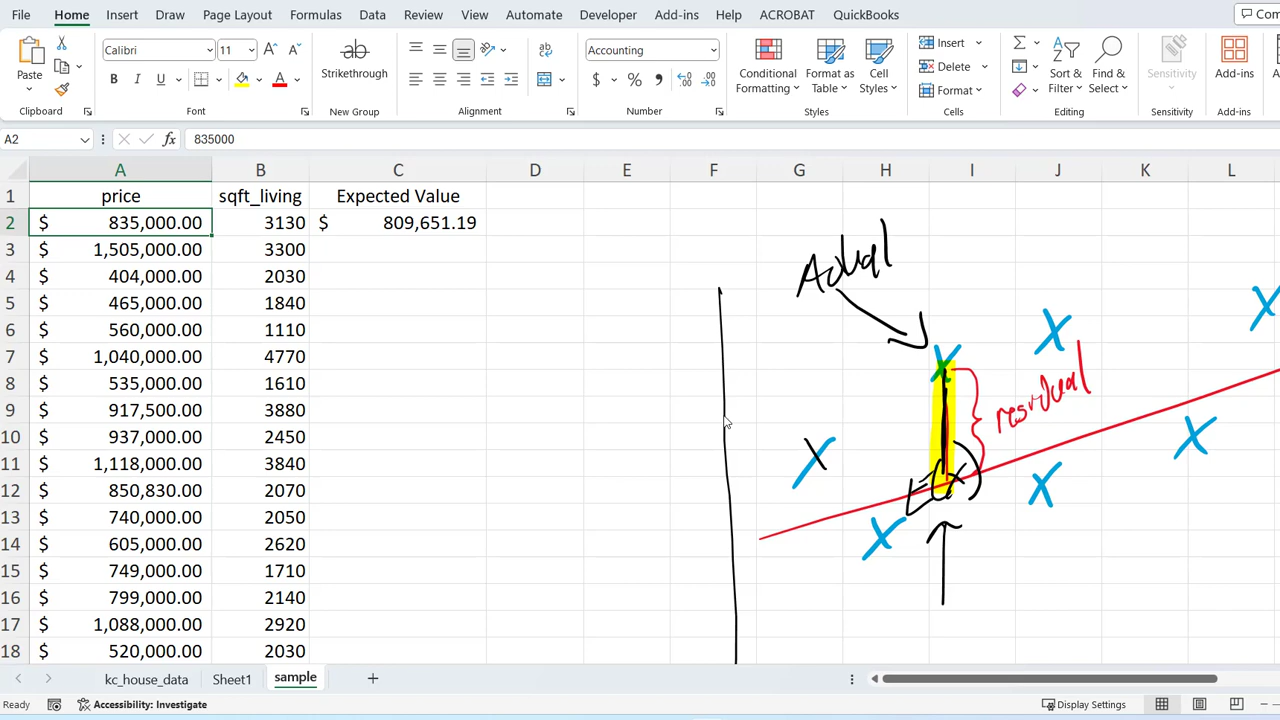 File Home Insert Draw Page Layout Formulas Data Review View Automate Developer Add-ins Help ACROBAT QuickBooks
Paste
Calibri 11 A A
B I U A
ab
Strikethrough
ab
Accounting
$ % ,
Conditional
Formatting
Format as
Table
Cell
Styles
Insert
Delete
Format
Sort &
Filter
Find &
Select
Sensitivity
Add-ins
Clipboard Font New Group Alignment Number Styles Cells Editing Sensitivity Add-ins
A2 fx 835000
A B C D E F G H I J K L
1 price sqft_living Expected Value
2 $ 835,000.00 3130 $ 809,651.19
3 $ 1,505,000.00 3300
4 $ 404,000.00 2030
5 $ 465,000.00 1840
6 $ 560,000.00 1110
7 $ 1,040,000.00 4770
8 $ 535,000.00 1610
9 $ 917,500.00 3880
10 $ 937,000.00 2450
11 $ 1,118,000.00 3840
12 $ 850,830.00 2070
13 $ 740,000.00 2050
14 $ 605,000.00 2620
15 $ 749,000.00 1710
16 $ 799,000.00 2140
17 $ 1,088,000.00 2920
18 $ 520,000.00 2030
Actual
residual
kc_house_data Sheet1 sample +
Ready Accessibility: Investigate Display Settings